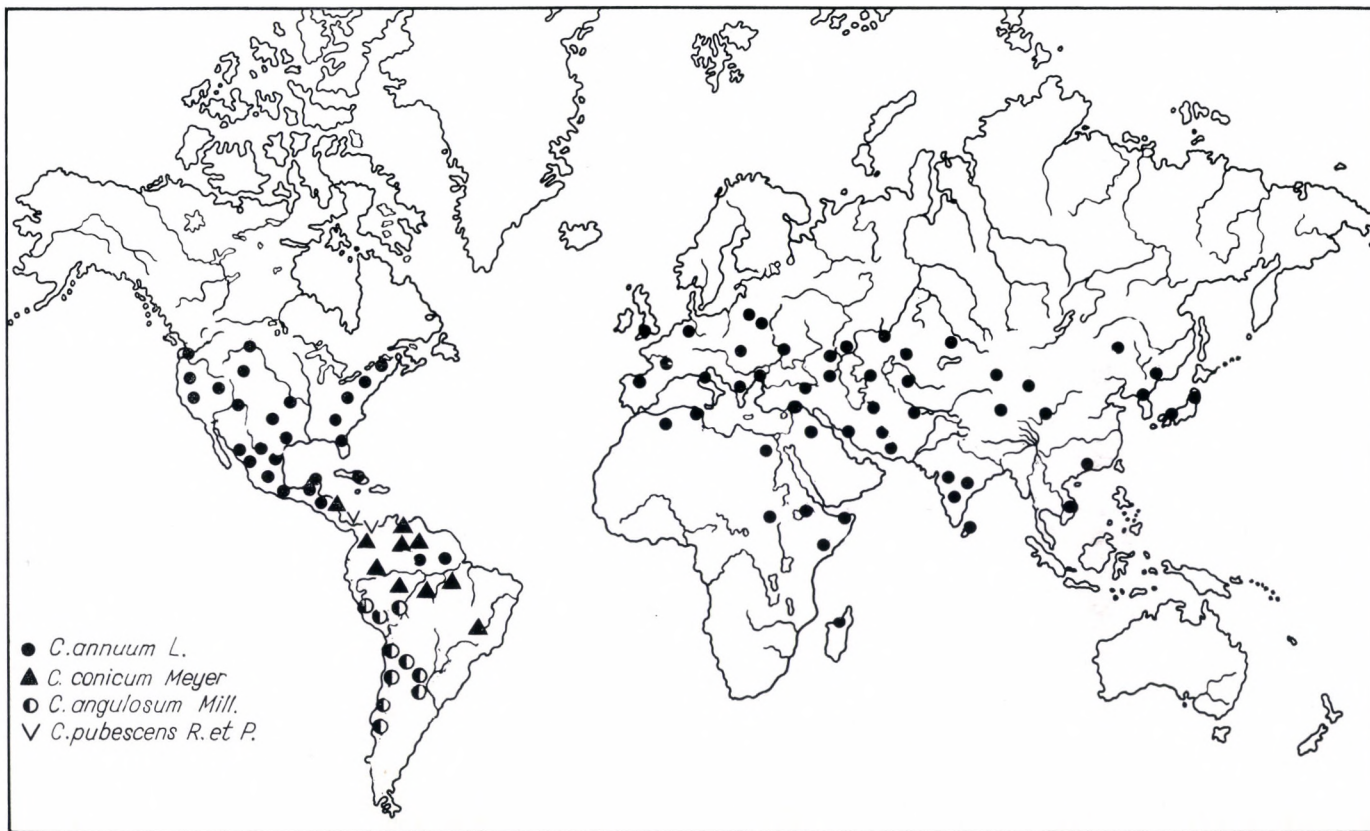 C. annuum L.
C. conicum Meyer
C. angulosum Mill.
C. pubescens R. et P.